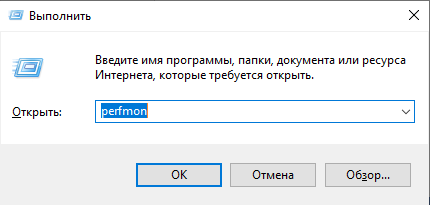 Выполнить
Введите имя программы, папки, документа или ресурса
Интернета, которые требуется открыть.
Открыть: perfmon
ОК Отмена Обзор...